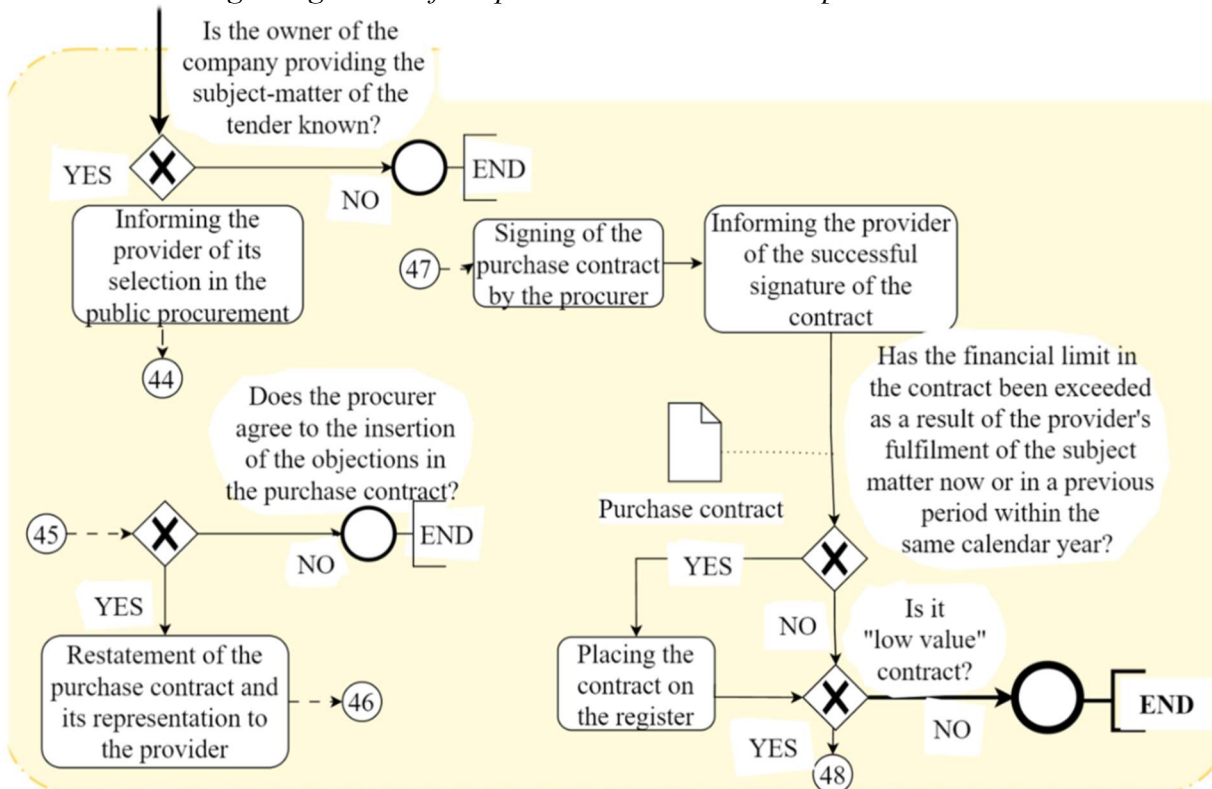 Is the owner of the
company providing the
subject-matter of the
tender known?
YES
NO
END
Informing the
provider of its
selection in the
public procurement
44
47
Signing of the
purchase contract
by the procurer
Informing the provider
of the successful
signature of the
contract
Has the financial limit in
the contract been exceeded
as a result of the provider's
fulfilment of the subject
matter now or in a previous
period within the
same calendar year?
Purchase contract
Does the procurer
agree to the insertion
of the objections in
the purchase contract?
45
NO
END
YES
Restatement of the
purchase contract and
its representation to
the provider
46
YES
NO
Placing the
contract on
the register
Is it
"low value"
contract?
NO
END
YES
48